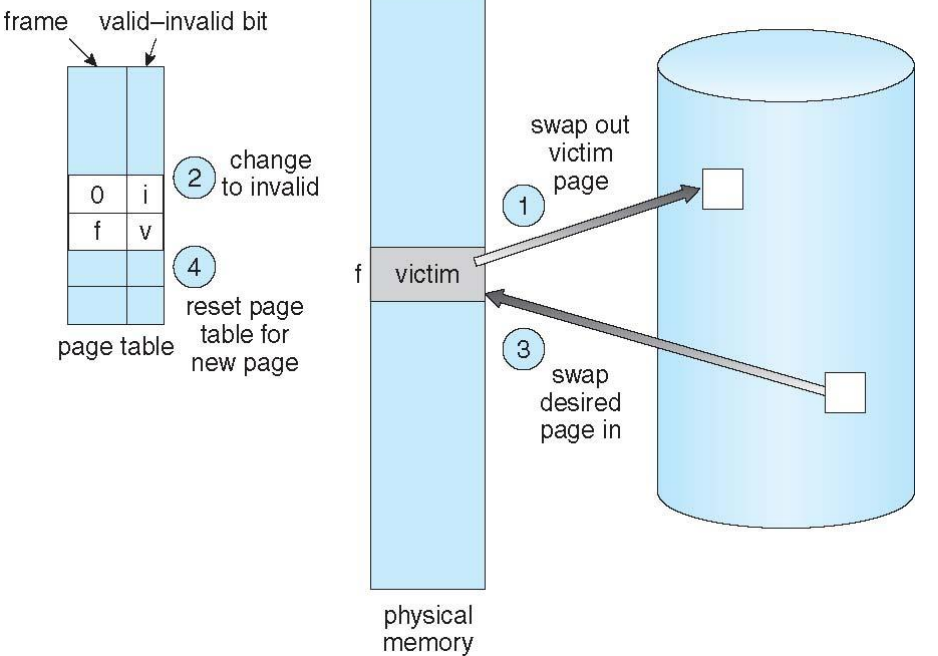 frame
valid–invalid bit
0
i
f
v
2
change
to invalid
4
reset page
table for
new page
page table
f
victim
physical
memory
1
swap out
victim
page
3
swap
desired
page in